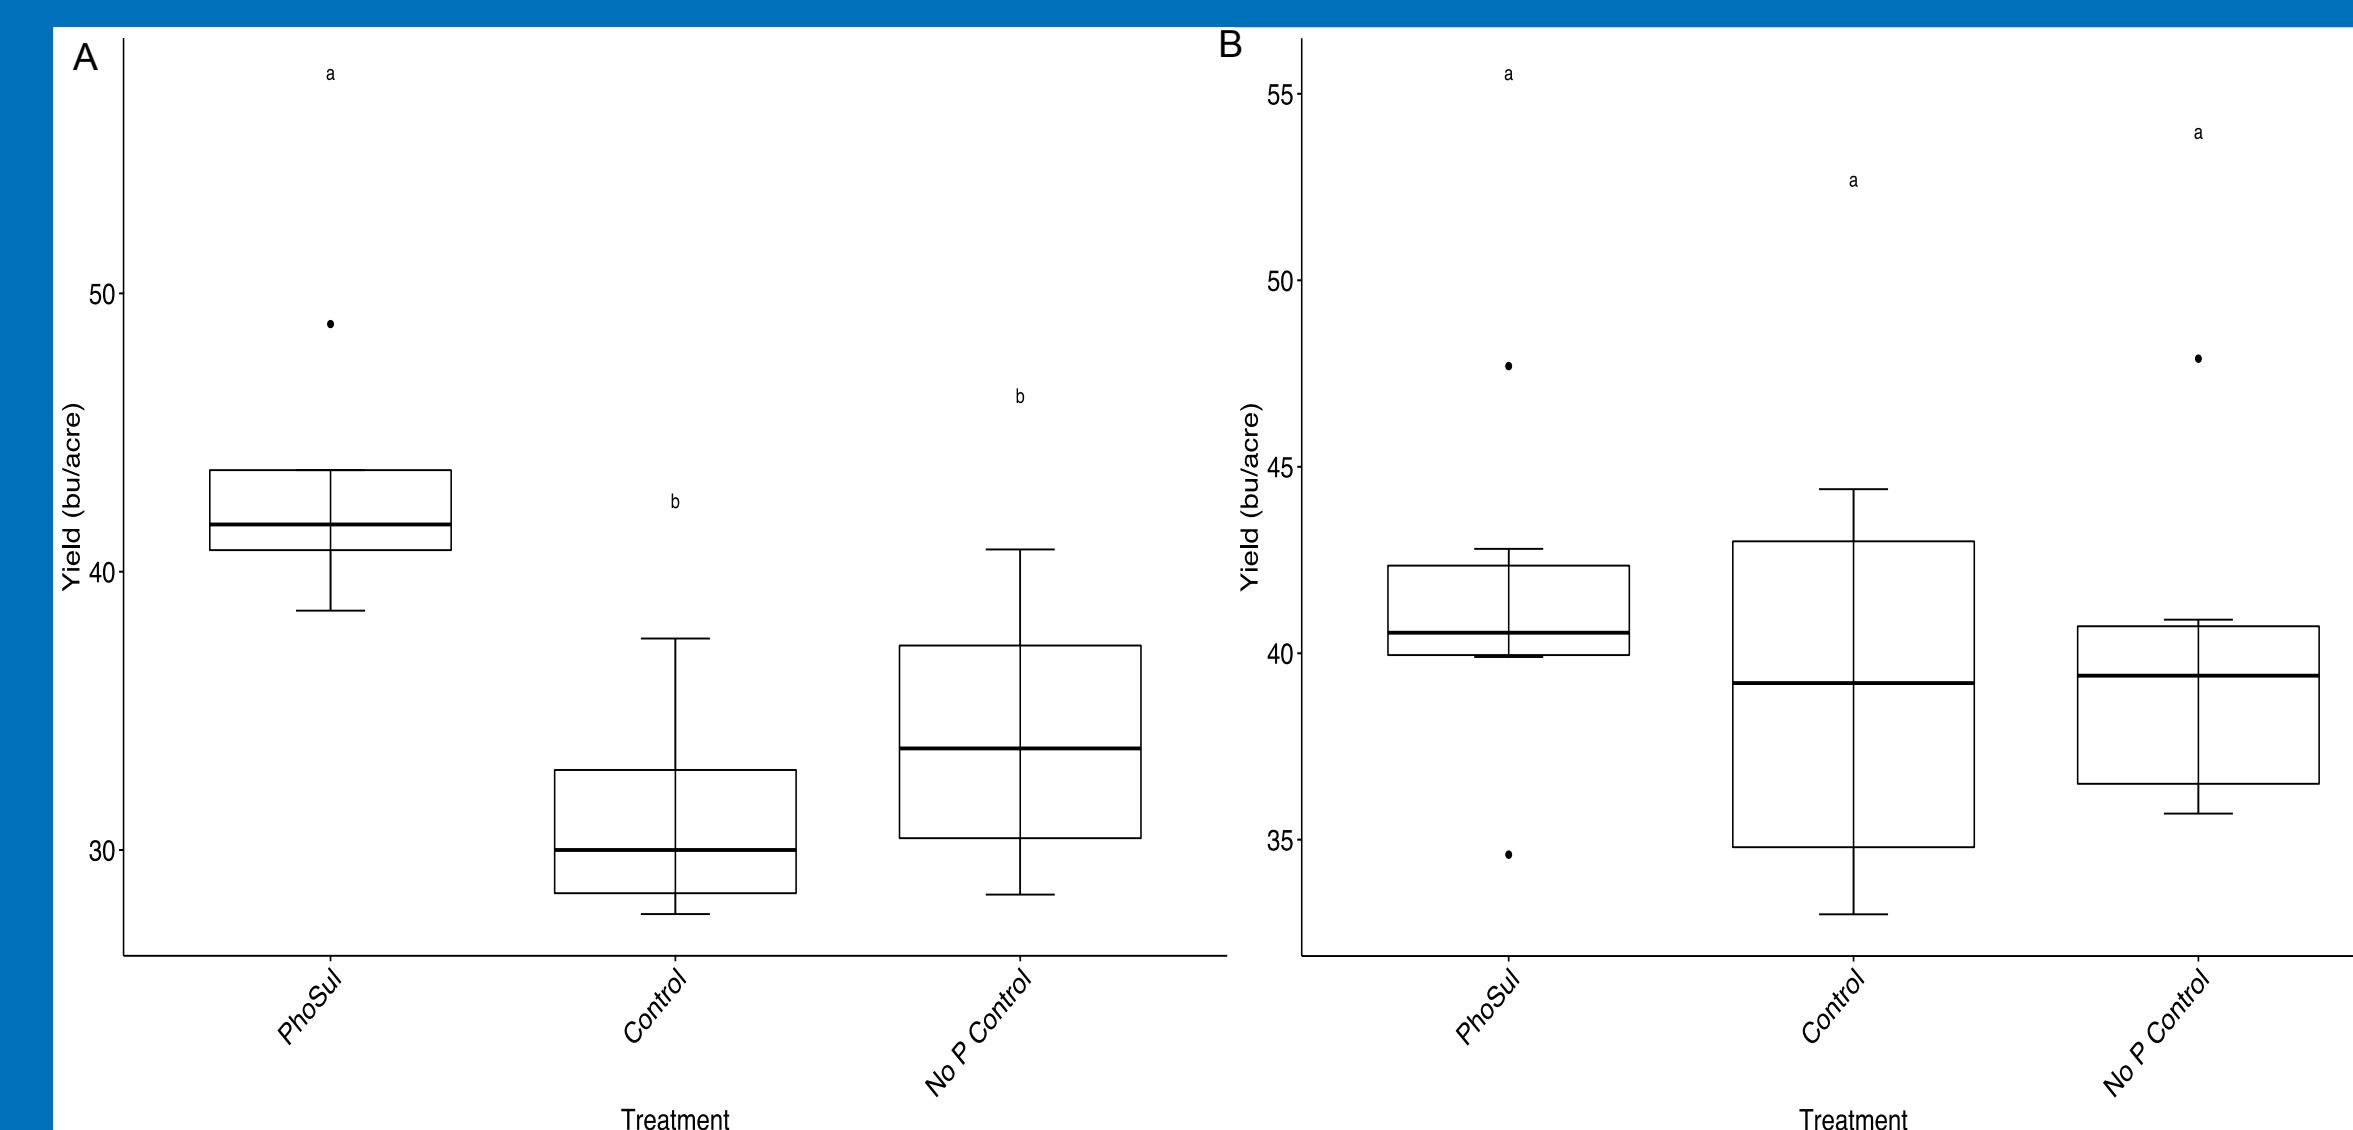 A
a
50
b
b
40
30
Yield (bu/acre)
PhoSul
Control
No P Control
Treatment
B
a
55
a
a
50
45
40
35
Yield (bu/acre)
PhoSul
Control
No P Control
Treatment